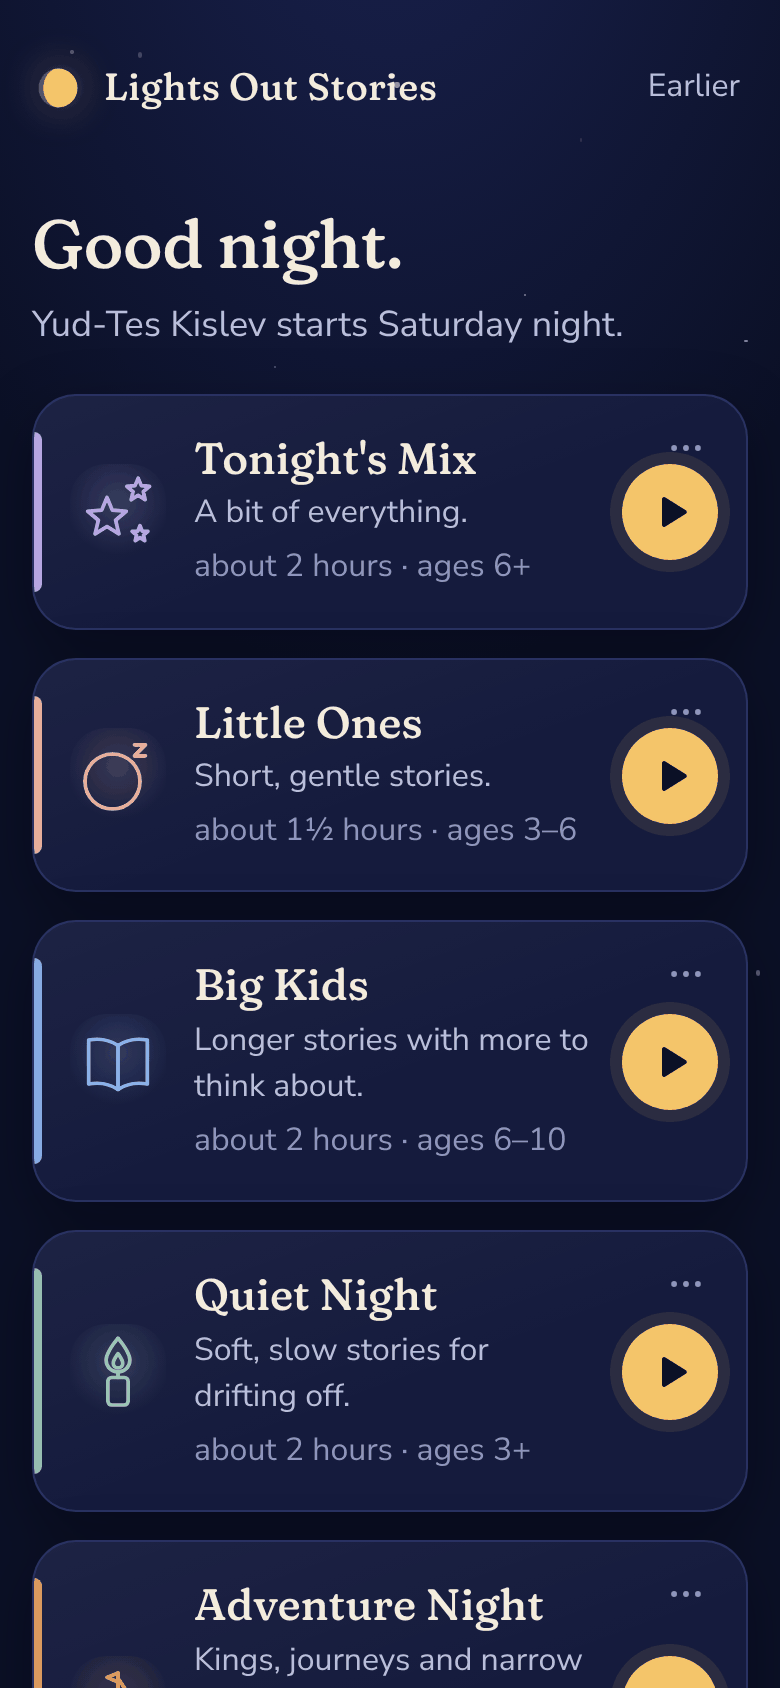 Lights Out Stories
Earlier
Good night.
Yud-Tes Kislev starts Saturday night.
Tonight's Mix
A bit of everything.
about 2 hours · ages 6+
Little Ones
Short, gentle stories.
about 1½ hours · ages 3–6
Big Kids
Longer stories with more to
think about.
about 2 hours · ages 6–10
Quiet Night
Soft, slow stories for
drifting off.
about 2 hours · ages 3+
Adventure Night
Kings, journeys and narrow